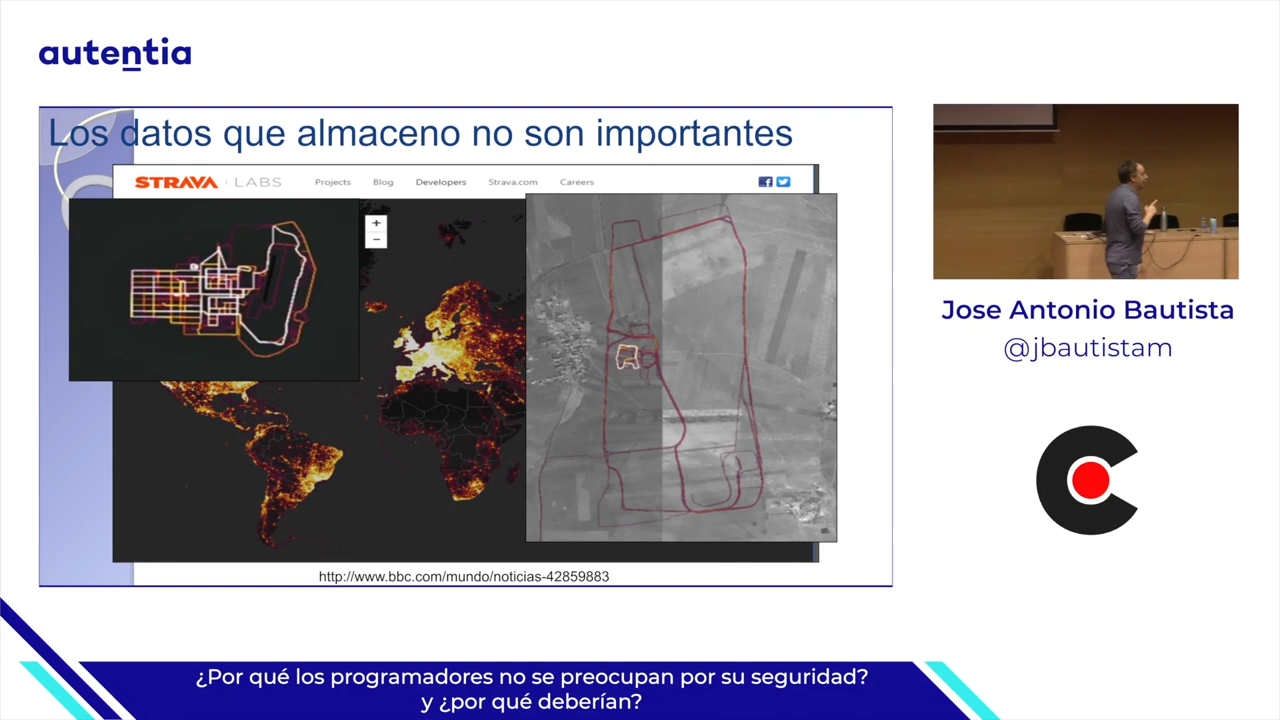 autentia
Los datos que almaceno no son importantes
STRAVA LABS Projects Blog Developers Strava.com Careers
+
−
http://www.bbc.com/mundo/noticias-42859883
Jose Antonio Bautista
@jbautistam
¿Por qué los programadores no se preocupan por su seguridad?
y ¿por qué deberían?